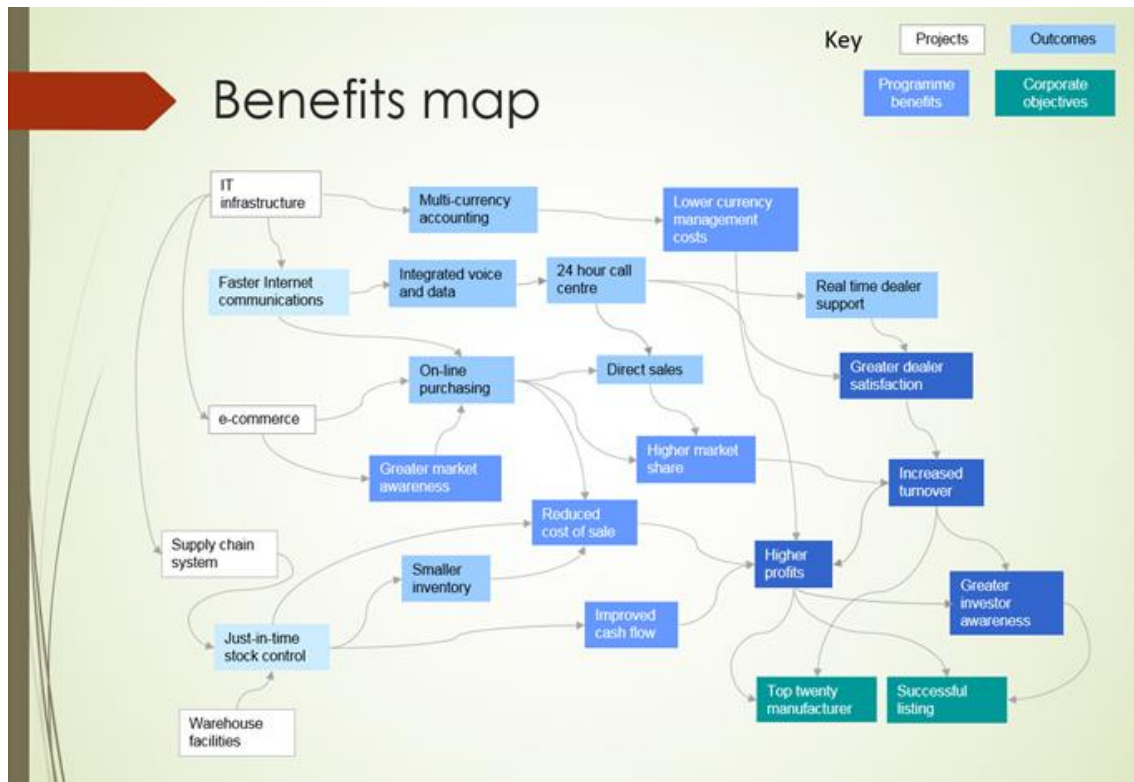 Key
Projects
Outcomes
Programme
benefits
Corporate
objectives
Benefits map
IT
infrastructure
Multi-currency
accounting
Lower currency
management
costs
Faster Internet
communications
Integrated voice
and data
24 hour call
centre
Real time dealer
support
On-line
purchasing
Direct sales
Greater dealer
satisfaction
e-commerce
Greater market
awareness
Higher market
share
Increased
turnover
Reduced
cost of sale
Supply chain
system
Smaller
inventory
Higher
profits
Greater
investor
awareness
Improved
cash flow
Just-in-time
stock control
Top twenty
manufacturer
Successful
listing
Warehouse
facilities